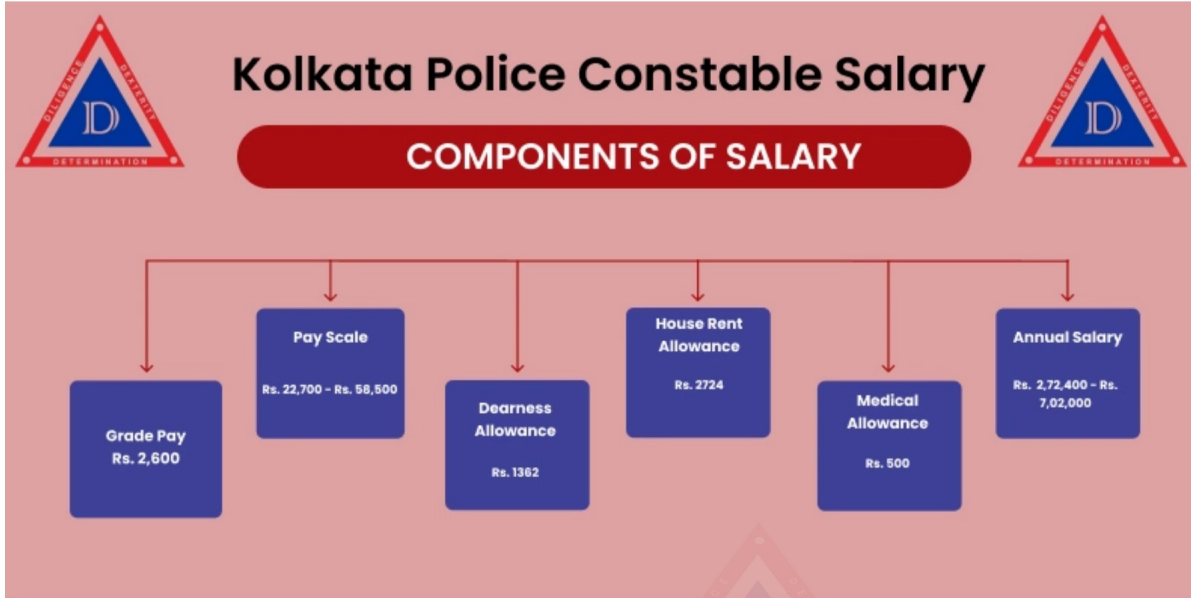 Kolkata Police Constable Salary
COMPONENTS OF SALARY
DILIGENCE
DEXTERITY
DETERMINATION
D
DILIGENCE
DEXTERITY
DETERMINATION
D
Grade Pay
Rs. 2,600
Pay Scale
Rs. 22,700 - Rs. 58,500
Dearness
Allowance
Rs. 1362
House Rent
Allowance
Rs. 2724
Medical
Allowance
Rs. 500
Annual Salary
Rs. 2,72,400 - Rs.
7,02,000